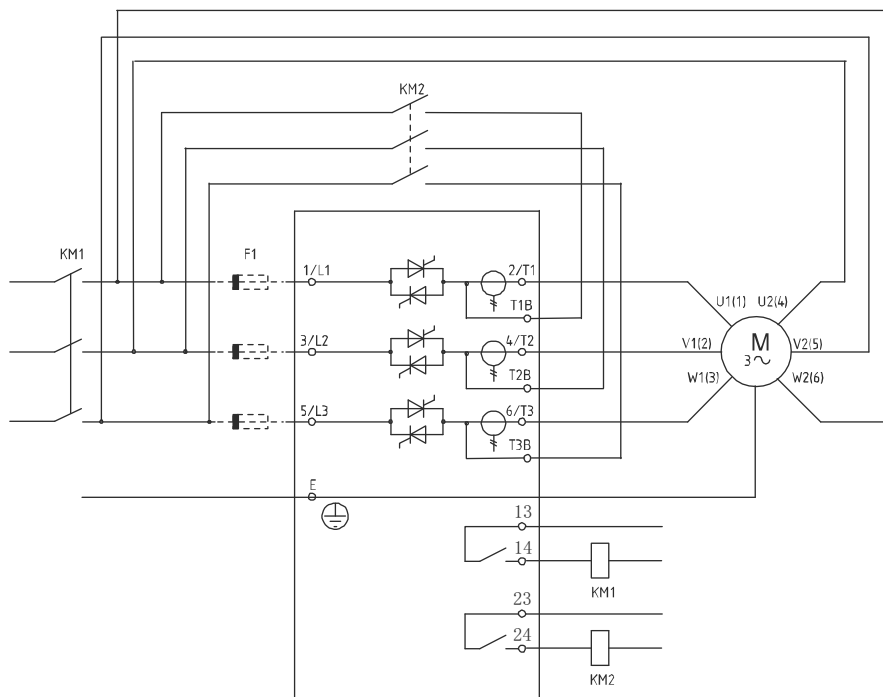 KM2
KM1
F1
1/L1
2/T1
T1B
U1(1) U2(4)
3/L2
4/T2
T2B
V1(2)
M
3~
V2(5)
W1(3)
W2(6)
5/L3
6/T3
T3B
E
13
14
KM1
23
24
KM2